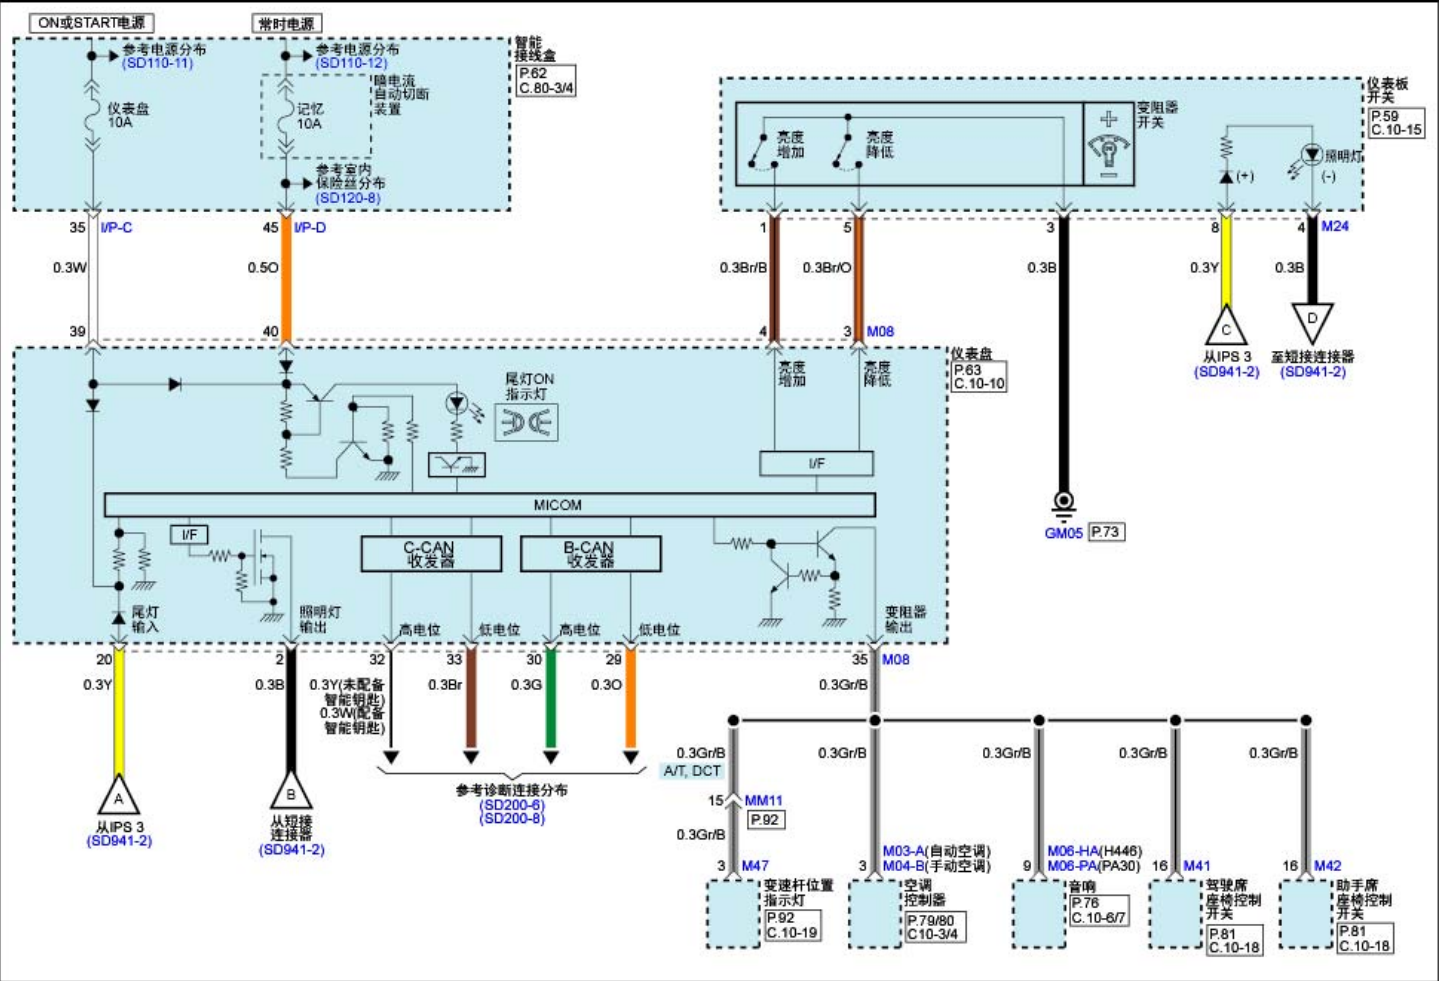 ON或START电源
常时电源
参考电源分布
(SD110-11)
参考电源分布
(SD110-12)
智能
接线盒
P.62
C.80-3/4
仪表盘
10A
记忆
10A
暗电流
自动切断
装置
参考室内
保险丝分布
(SD120-8)
35
I/P-C
45
I/P-D
0.3W
0.5O
39
40
仪表板
开关
P.59
C.10-15
变阻器
开关
亮度
增加
亮度
降低
照明灯
(+)
(-)
1
5
3
8
4
M24
0.3Br/B
0.3Br/O
0.3B
0.3Y
0.3B
4
3
M08
C
从IPS 3
(SD941-2)
D
至短接连接器
(SD941-2)
GM05
P.73
仪表盘
P.63
C.10-10
尾灯ON
指示灯
亮度
增加
亮度
降低
I/F
MICOM
I/F
C-CAN
收发器
B-CAN
收发器
尾灯
输入
照明灯
输出
高电位
低电位
高电位
低电位
变阻器
输出
20
2
32
33
30
29
35
M08
0.3Y
0.3B
0.3Y(未配备
智能钥匙)
0.3W(配备
智能钥匙)
0.3Br
0.3G
0.3O
0.3Gr/B
A
从IPS 3
(SD941-2)
B
从短接
连接器
(SD941-2)
参考诊断连接分布
(SD200-6)
(SD200-8)
0.3Gr/B
A/T, DCT
0.3Gr/B
0.3Gr/B
0.3Gr/B
0.3Gr/B
15
MM11
P.92
0.3Gr/B
3
M47
M03-A(自动空调)
3
M04-B(手动空调)
M06-HA(H446)
9
M06-PA(PA30)
16
M41
16
M42
变速杆位置
指示灯
P.92
C.10-19
空调
控制器
P.79/80
C10-3/4
音响
P.76
C.10-6/7
驾驶席
座椅控制
开关
P.81
C.10-18
助手席
座椅控制
开关
P.81
C.10-18